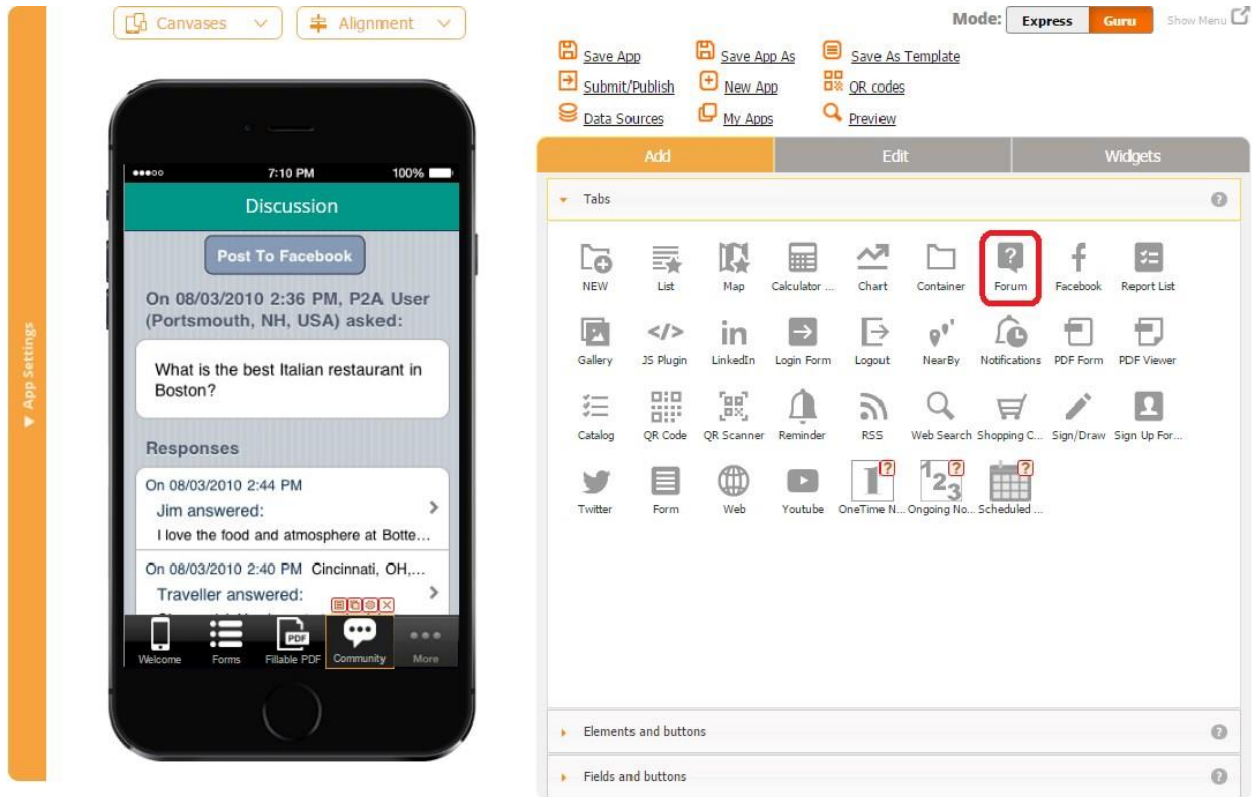 Canvases
Alignment
Mode: Express Guru Show Menu
Save App Save App As Save As Template
Submit/Publish New App QR codes
Data Sources My Apps Preview
Add Edit Widgets
Tabs
NEW List Map Calculator ... Chart Container Forum Facebook Report List
Gallery JS Plugin LinkedIn Login Form Logout NearBy Notifications PDF Form PDF Viewer
Catalog QR Code QR Scanner Reminder RSS Web Search Shopping C... Sign/Draw Sign Up For...
Twitter Form Web Youtube OneTime N... Ongoing No... Scheduled ...
Elements and buttons
Fields and buttons
App Settings
7:10 PM 100%
Discussion
Post To Facebook
On 08/03/2010 2:36 PM, P2A User
(Portsmouth, NH, USA) asked:
What is the best Italian restaurant in
Boston?
Responses
On 08/03/2010 2:44 PM
Jim answered:
I love the food and atmosphere at Botte...
On 08/03/2010 2:40 PM Cincinnati, OH,...
Traveller answered:
PDF
Welcome Forms Fillable PDF Community More